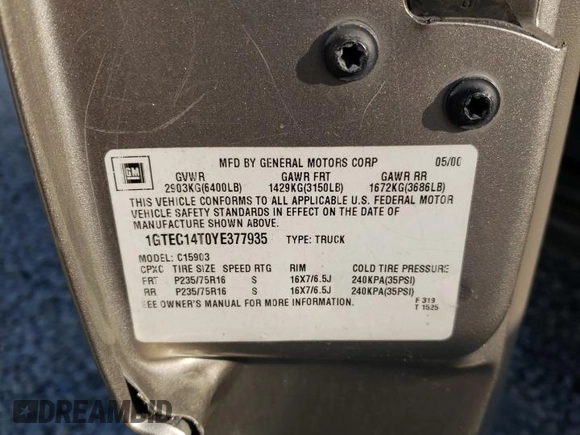 MFD BY GENERAL MOTORS CORP 05/00
GM
GVWR GAWR FRT GAWR RR
2903KG(6400LB) 1429KG(3150LB) 1672KG(3686LB)
THIS VEHICLE CONFORMS TO ALL APPLICABLE U.S. FEDERAL MOTOR
VEHICLE SAFETY STANDARDS IN EFFECT ON THE DATE OF
MANUFACTURE SHOWN ABOVE.
1GTEC14T0YE377935 TYPE: TRUCK
MODEL: C15903
CPXC TIRE SIZE SPEED RTG RIM COLD TIRE PRESSURE
FRT P235/75R16 S 16X7/6.5J 240KPA(35PSI)
RR P235/75R16 S 16X7/6.5J 240KPA(35PSI)
SEE OWNER'S MANUAL FOR MORE INFORMATION.
F 319
T 1525
DREAMBID